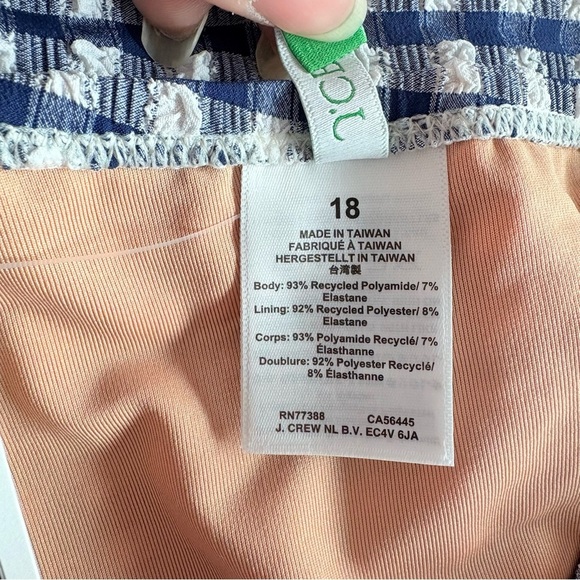 J.CR
18
MADE IN TAIWAN
FABRIQUÉ À TAIWAN
HERGESTELLT IN TAIWAN
台湾製
Body: 93% Recycled Polyamide/ 7%
Elastane
Lining: 92% Recycled Polyester/ 8%
Elastane
Corps: 93% Polyamide Recyclé/ 7%
Élasthanne
Doublure: 92% Polyester Recyclé/
8% Élasthanne
RN77388 CA56445
J. CREW NL B.V. EC4V 6JA